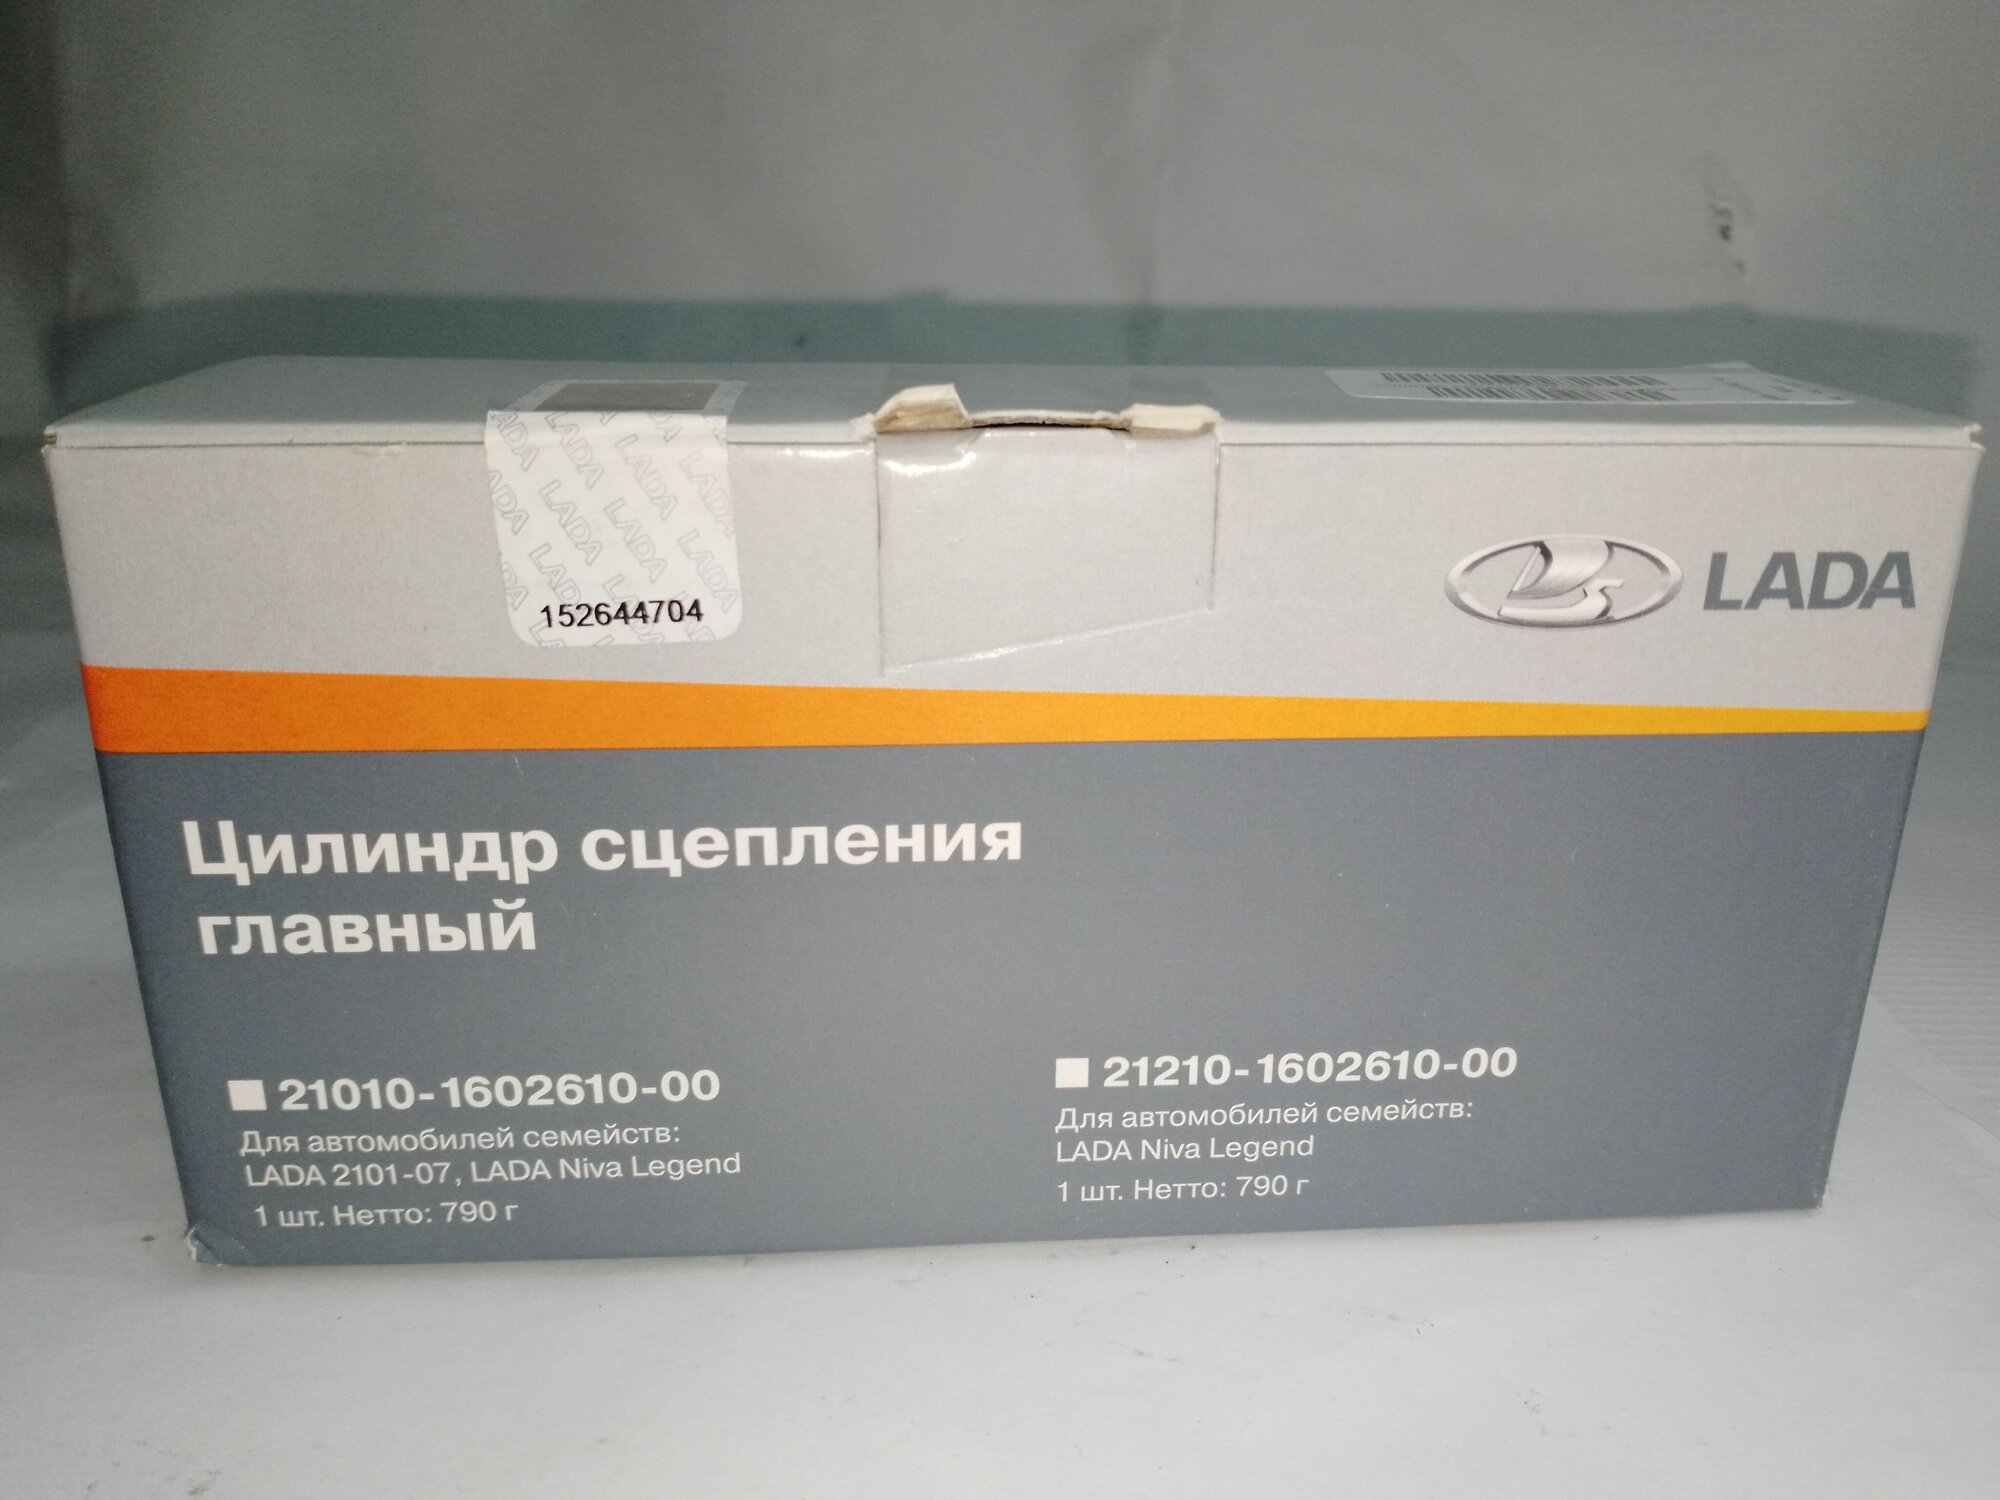 152644704
LADA
Цилиндр сцепления
главный
21010-1602610-00
Для автомобилей семейств:
LADA 2101-07, LADA Niva Legend
1 шт. Нетто: 790 г
21210-1602610-00
Для автомобилей семейств:
LADA Niva Legend
1 шт. Нетто: 790 г